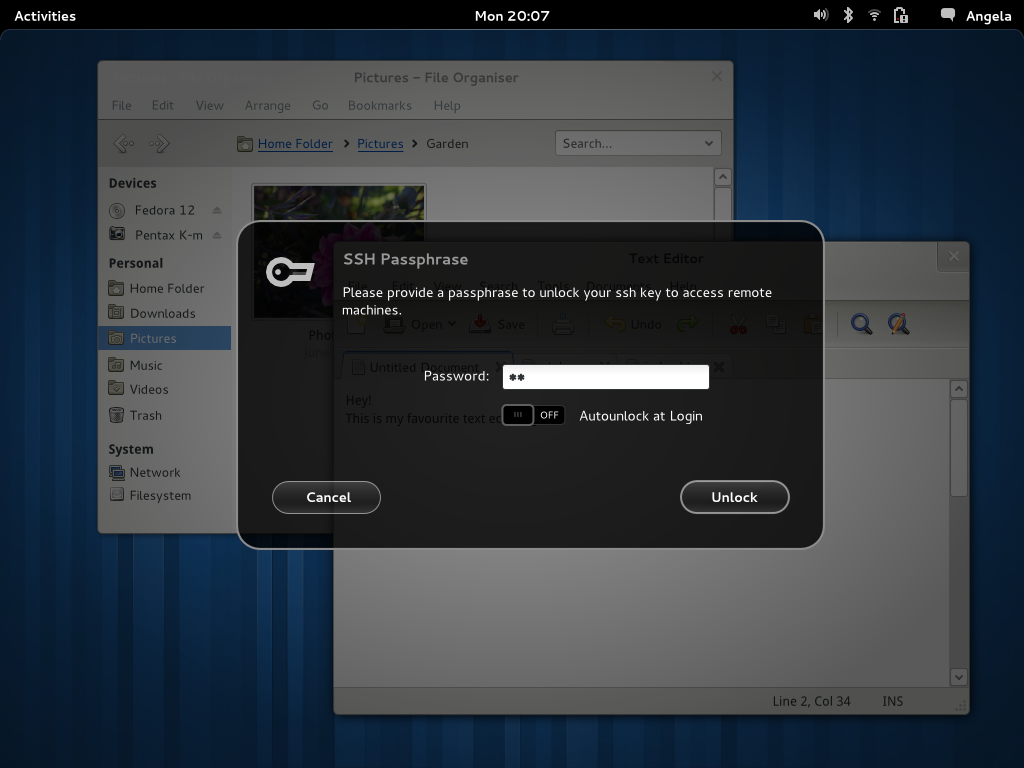 Activities
Mon 20:07
Angela
Pictures – File Organiser
File Edit View Arrange Go Bookmarks Help
Home Folder Pictures Garden
Search...
Devices
Fedora 12
Pentax K-m
Personal
Home Folder
Downloads
Pictures
Music
Videos
Trash
System
Network
Filesystem
Text Editor
SSH Passphrase
Please provide a passphrase to unlock your ssh key to access remote
machines.
Open Save Undo
Untitled Document
Password: **
Hey!
This is my favourite text
OFF Autounlock at Login
Cancel Unlock
Line 2, Col 34 INS